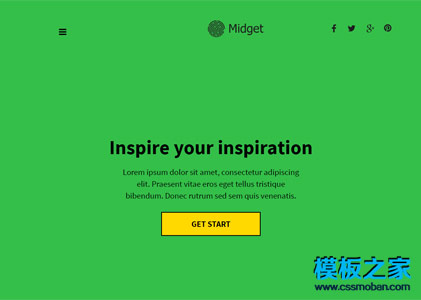 Midget
Inspire your inspiration
Lorem ipsum dolor sit amet, consectetur adipiscing
elit. Praesent vitae eros eget tellus tristique
bibendum. Donec rutrum sed sem quis venenatis.
GET START
模板之家
www.cssmoban.com